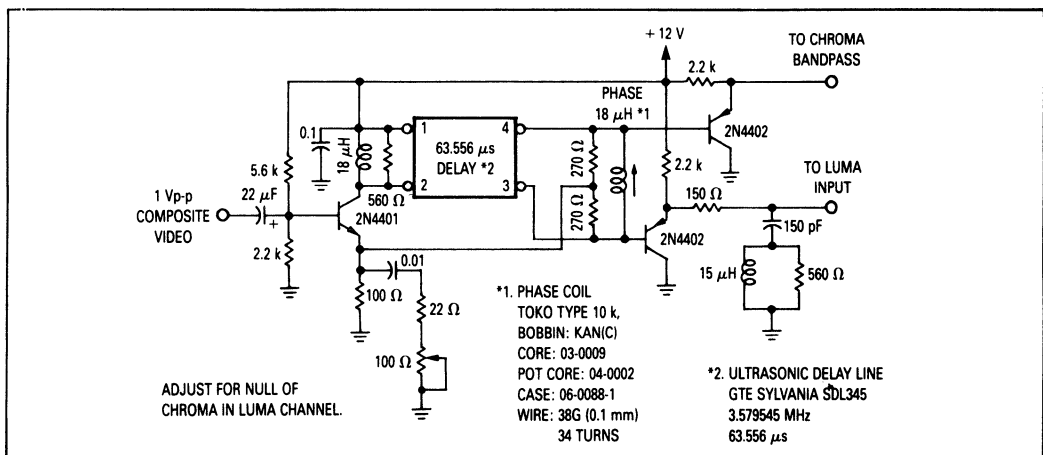 + 12 V
TO CHROMA
BANDPASS
2.2 k
PHASE
18 µH *1
2N4402
0.1
18 µH
1
4
63.556 µs
DELAY *2
2
3
560 Ω
270 Ω
270 Ω
2.2 k
TO LUMA
INPUT
150 Ω
5.6 k
1 Vp-p
COMPOSITE
VIDEO
22 µF
+
2N4401
2.2 k
2N4402
150 pF
15 µH
560 Ω
0.01
100 Ω
22 Ω
100 Ω
ADJUST FOR NULL OF
CHROMA IN LUMA CHANNEL.
*1. PHASE COIL
TOKO TYPE 10 k,
BOBBIN: KAN(C)
CORE: 03-0009
POT CORE: 04-0002
CASE: 06-0088-1
WIRE: 38G (0.1 mm)
34 TURNS
*2. ULTRASONIC DELAY LINE
GTE SYLVANIA SDL345
3.579545 MHz
63.556 µs